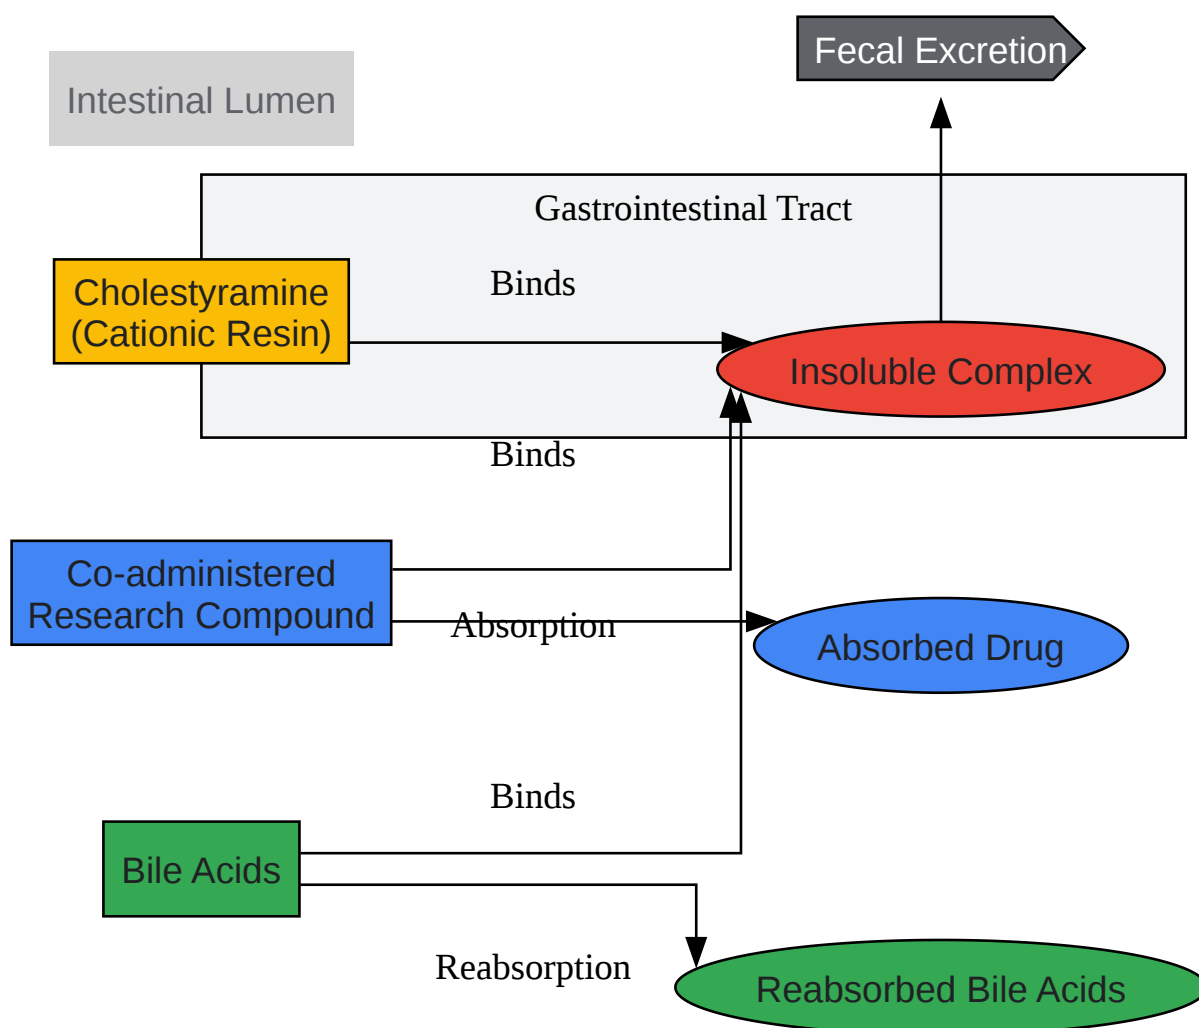 Fecal Excretion
Intestinal Lumen
Gastrointestinal Tract
Binds
Cholestyramine
(Cationic Resin)
Insoluble Complex
Binds
Co-administered
Research Compound
Absorption
Absorbed Drug
Binds
Bile Acids
Reabsorption
Reabsorbed Bile Acids